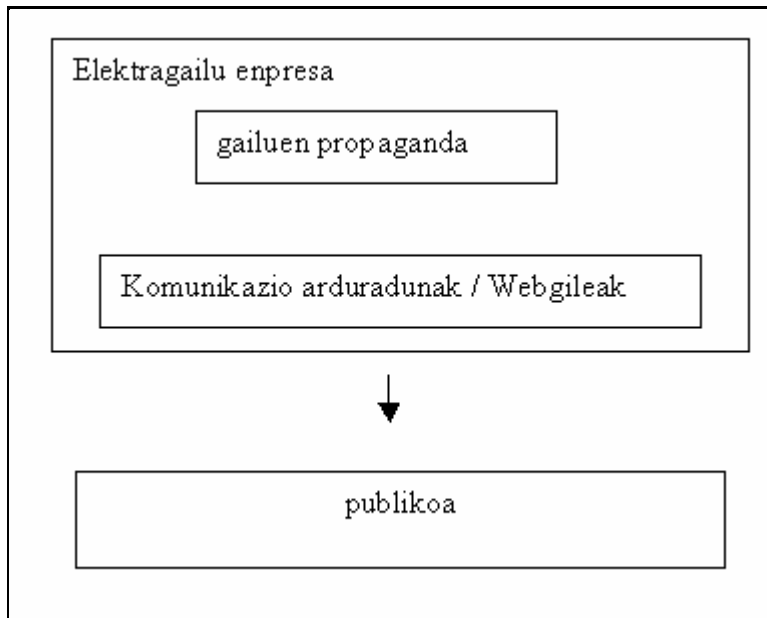 Elektragailu enpresa
gailuen propaganda
Komunikazio arduradunak / Webgileak
publikoa